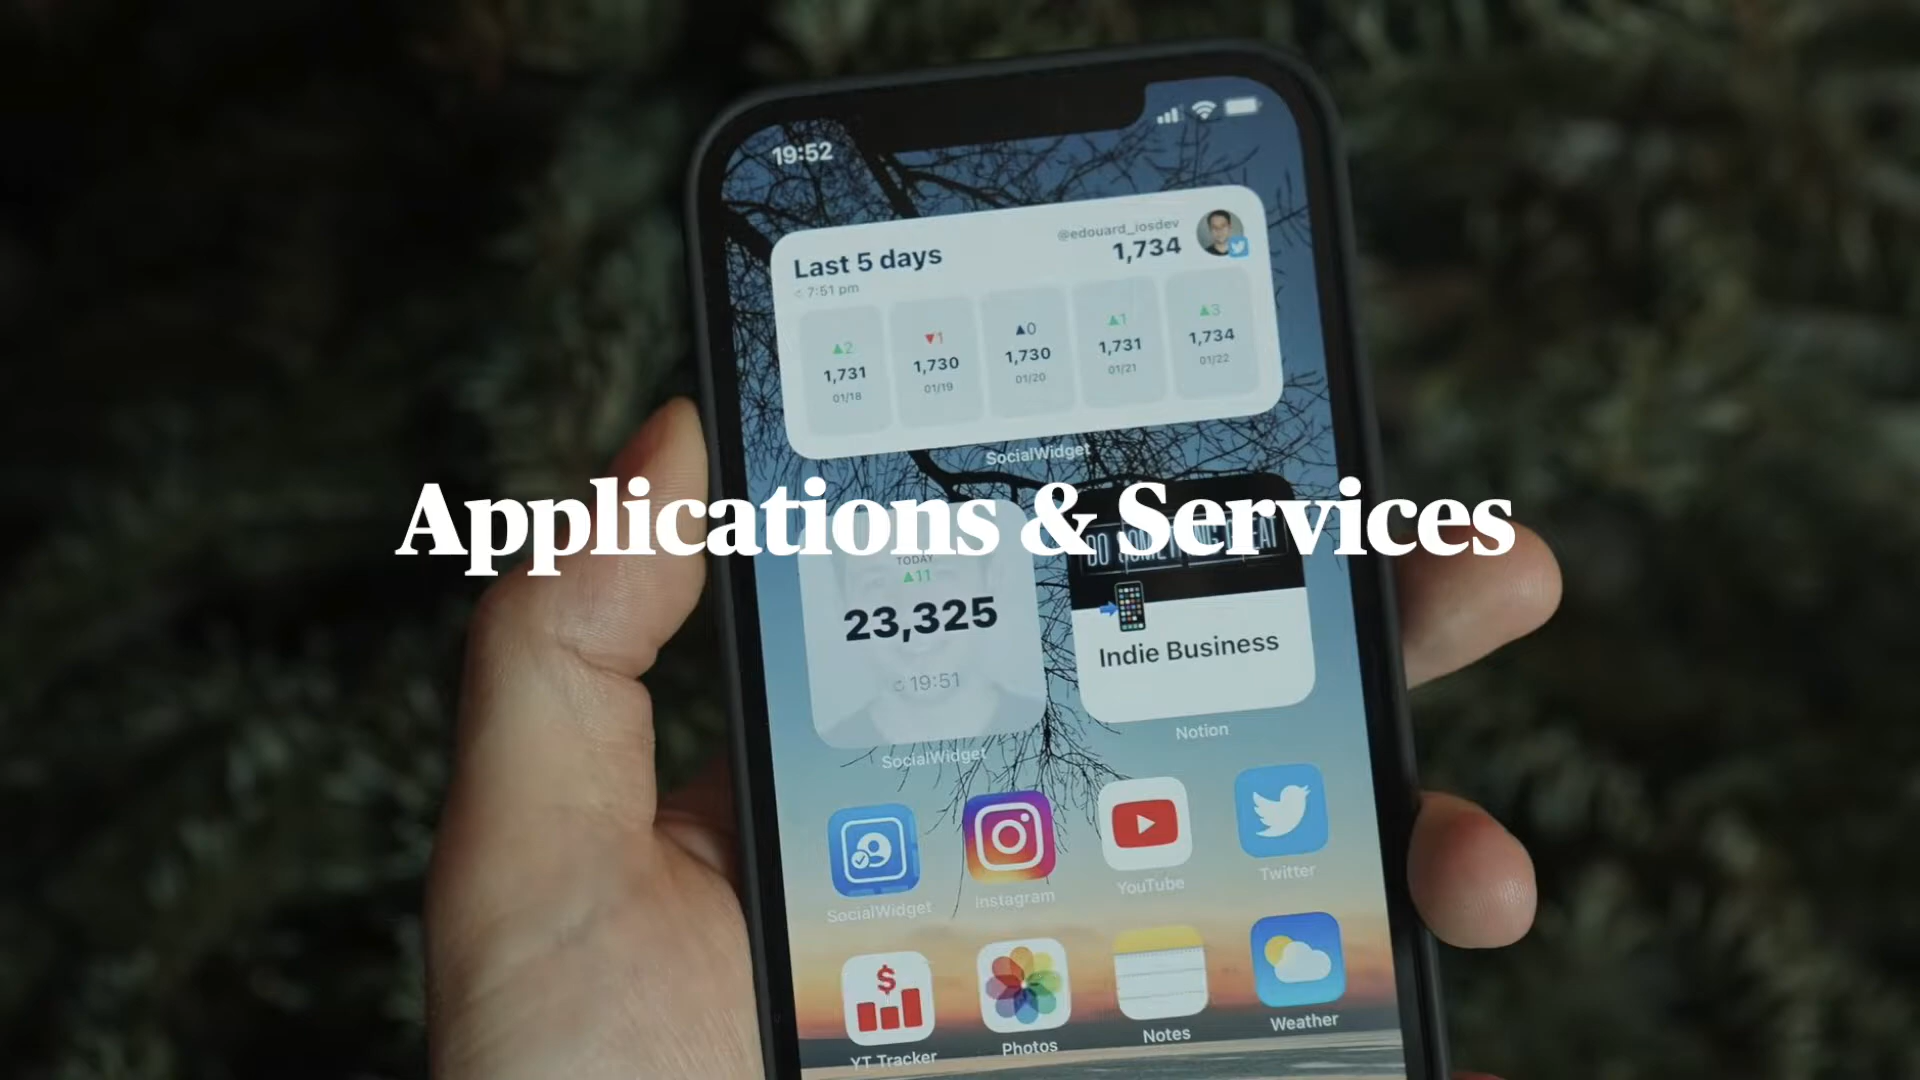 19:52
Last 5 days
7:51 pm
@edouard_iosdev
1,734
▲2
1,731
01/18
▼1
1,730
01/19
▲0
1,730
01/20
▲1
1,731
01/21
▲3
1,734
01/22
SocialWidget
Applications & Services
TODAY
▲11
23,325
19:51
SocialWidget
DO SOMETHING GREAT
Indie Business
Notion
SocialWidget
Instagram
YouTube
Twitter
$
YT Tracker
Photos
Notes
Weather